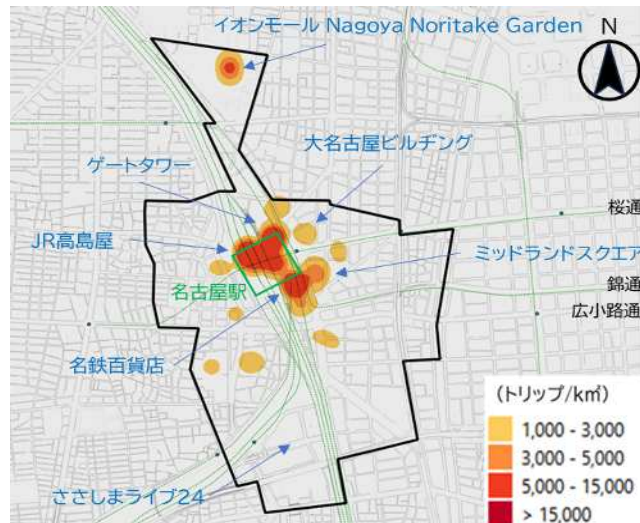 イオンモール Nagoya Noritake Garden
N
大名古屋ビルヂング
ゲートタワー
桜通
JR高島屋
ミッドランドスクエア
名古屋駅
錦通
広小路通
名鉄百貨店
(トリップ/km²)
1,000 - 3,000
3,000 - 5,000
5,000 - 15,000
> 15,000
ささしまライブ24